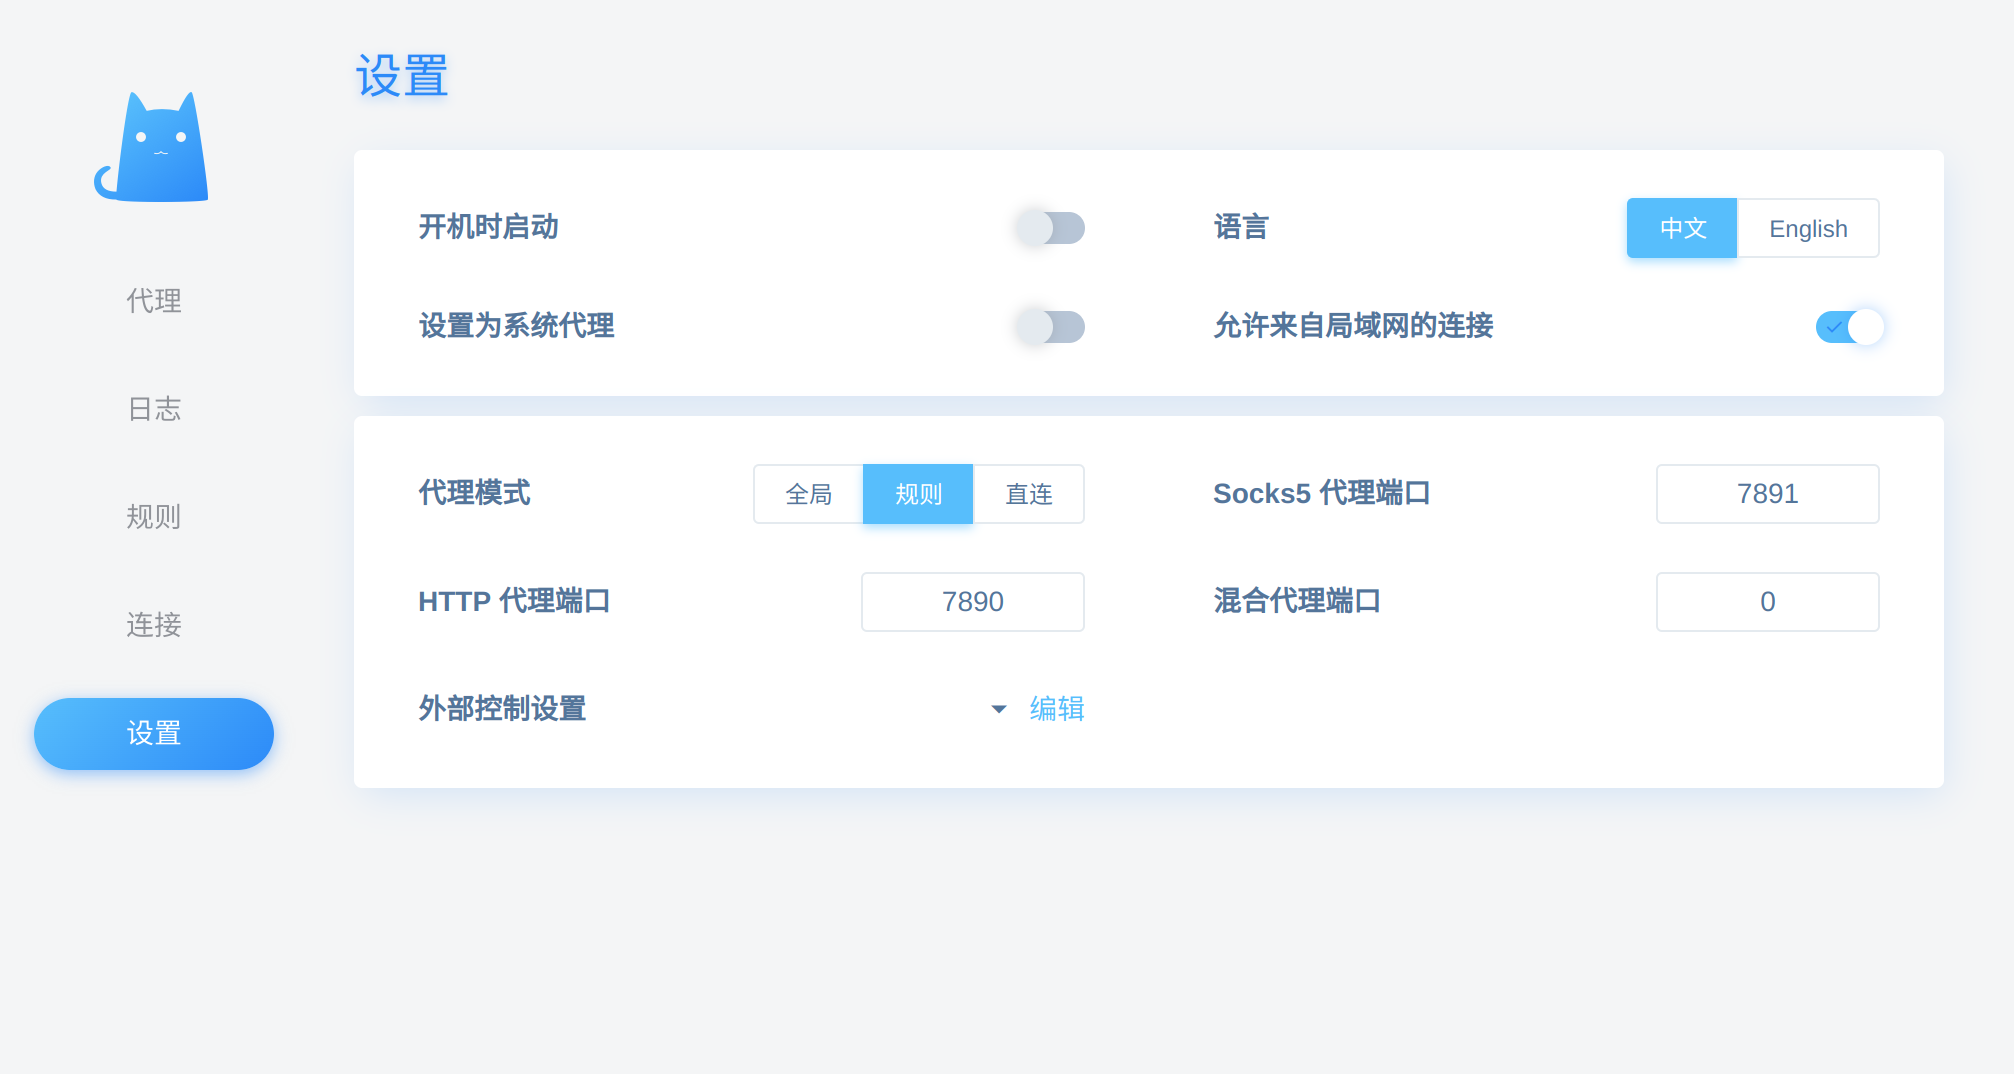 设置
代理
日志
规则
连接
设置
开机时启动
语言
中文 English
设置为系统代理
允许来自局域网的连接
代理模式
全局 规则 直连
Socks5 代理端口
7891
HTTP 代理端口
7890
混合代理端口
0
外部控制设置
编辑